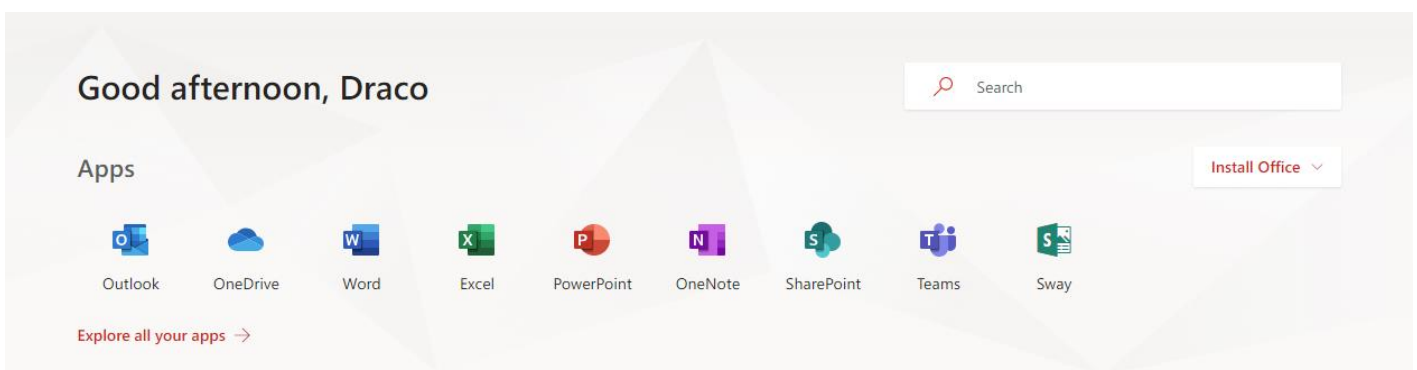 Good afternoon, Draco
Search
Apps
Install Office
Outlook OneDrive Word Excel PowerPoint OneNote SharePoint Teams Sway
Explore all your apps →